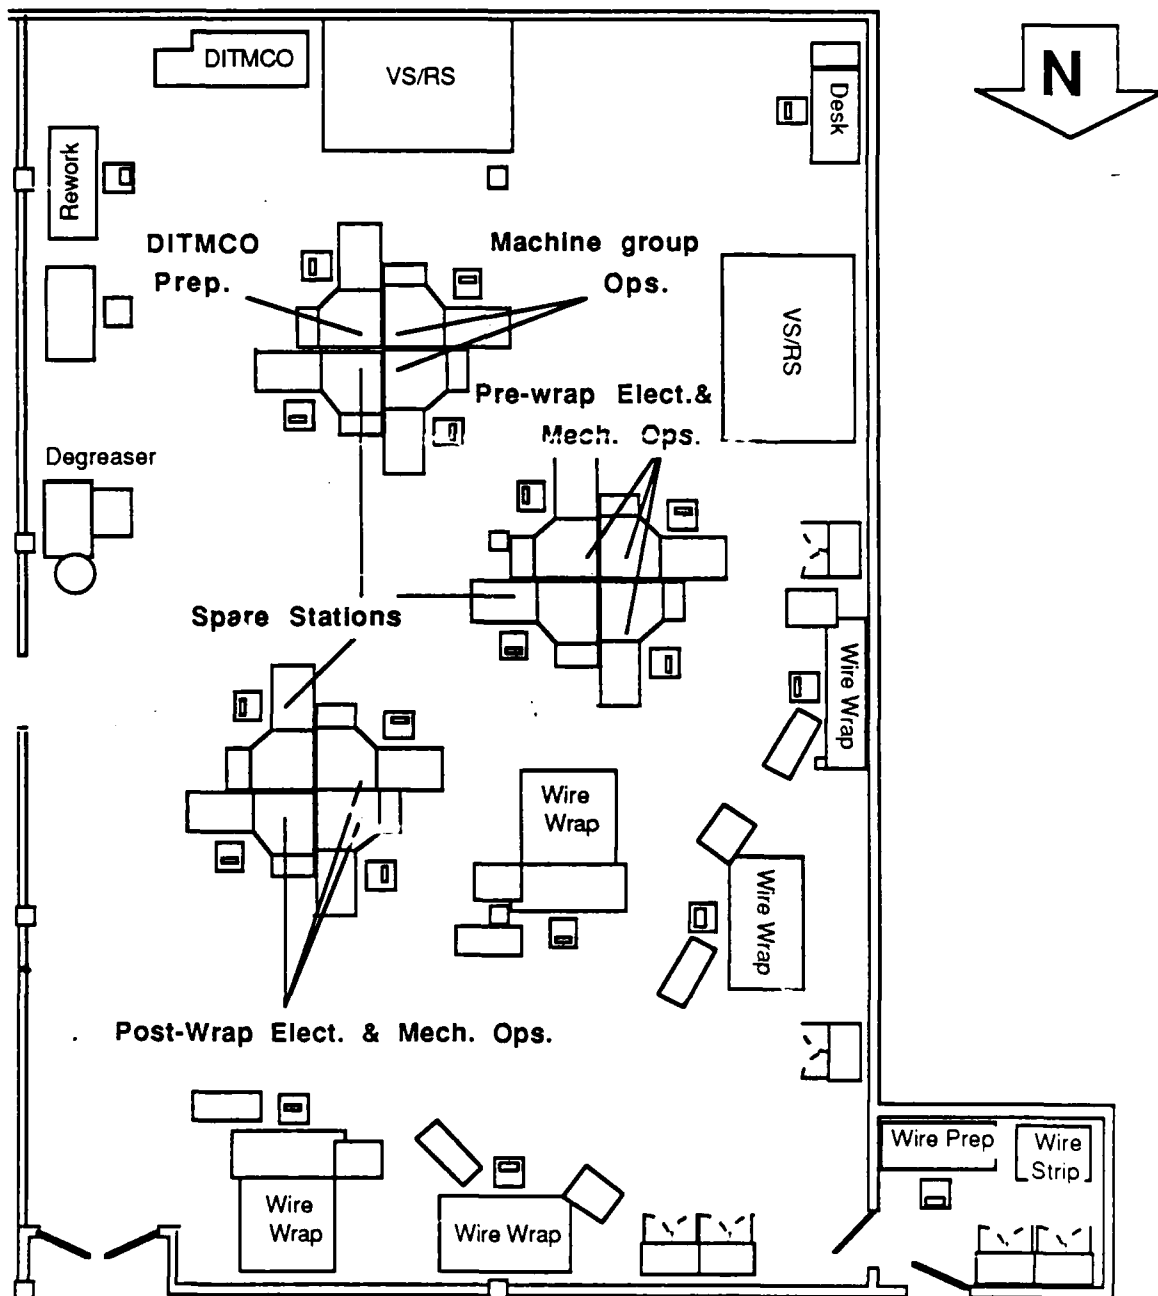 DITMCO
VS/RS
Desk
N
Rework
DITMCO
Prep.
Machine group
Ops.
VS/RS
Pre-wrap Elect.&
Mech. Ops.
Degreaser
Spare Stations
Wire Wrap
Wire
Wrap
Wire Wrap
Post-Wrap Elect. & Mech. Ops.
Wire Prep
Wire
Strip
Wire
Wrap
Wire Wrap